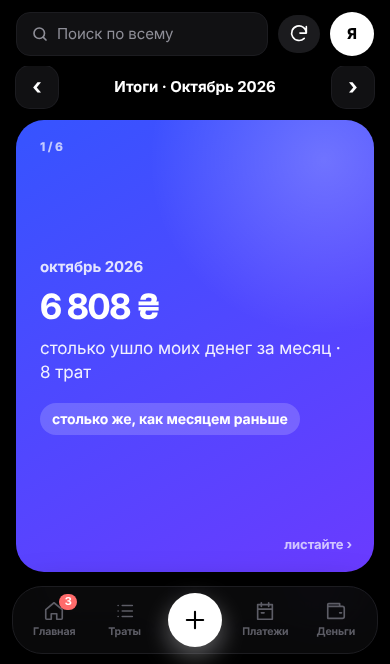 Поиск по всему
Я
‹
Итоги · Октябрь 2026
›
1 / 6
октябрь 2026
6 808 ₴
столько ушло моих денег за месяц ·
8 трат
столько же, как месяцем раньше
листайте ›
3
Главная
Траты
+
Платежи
Деньги